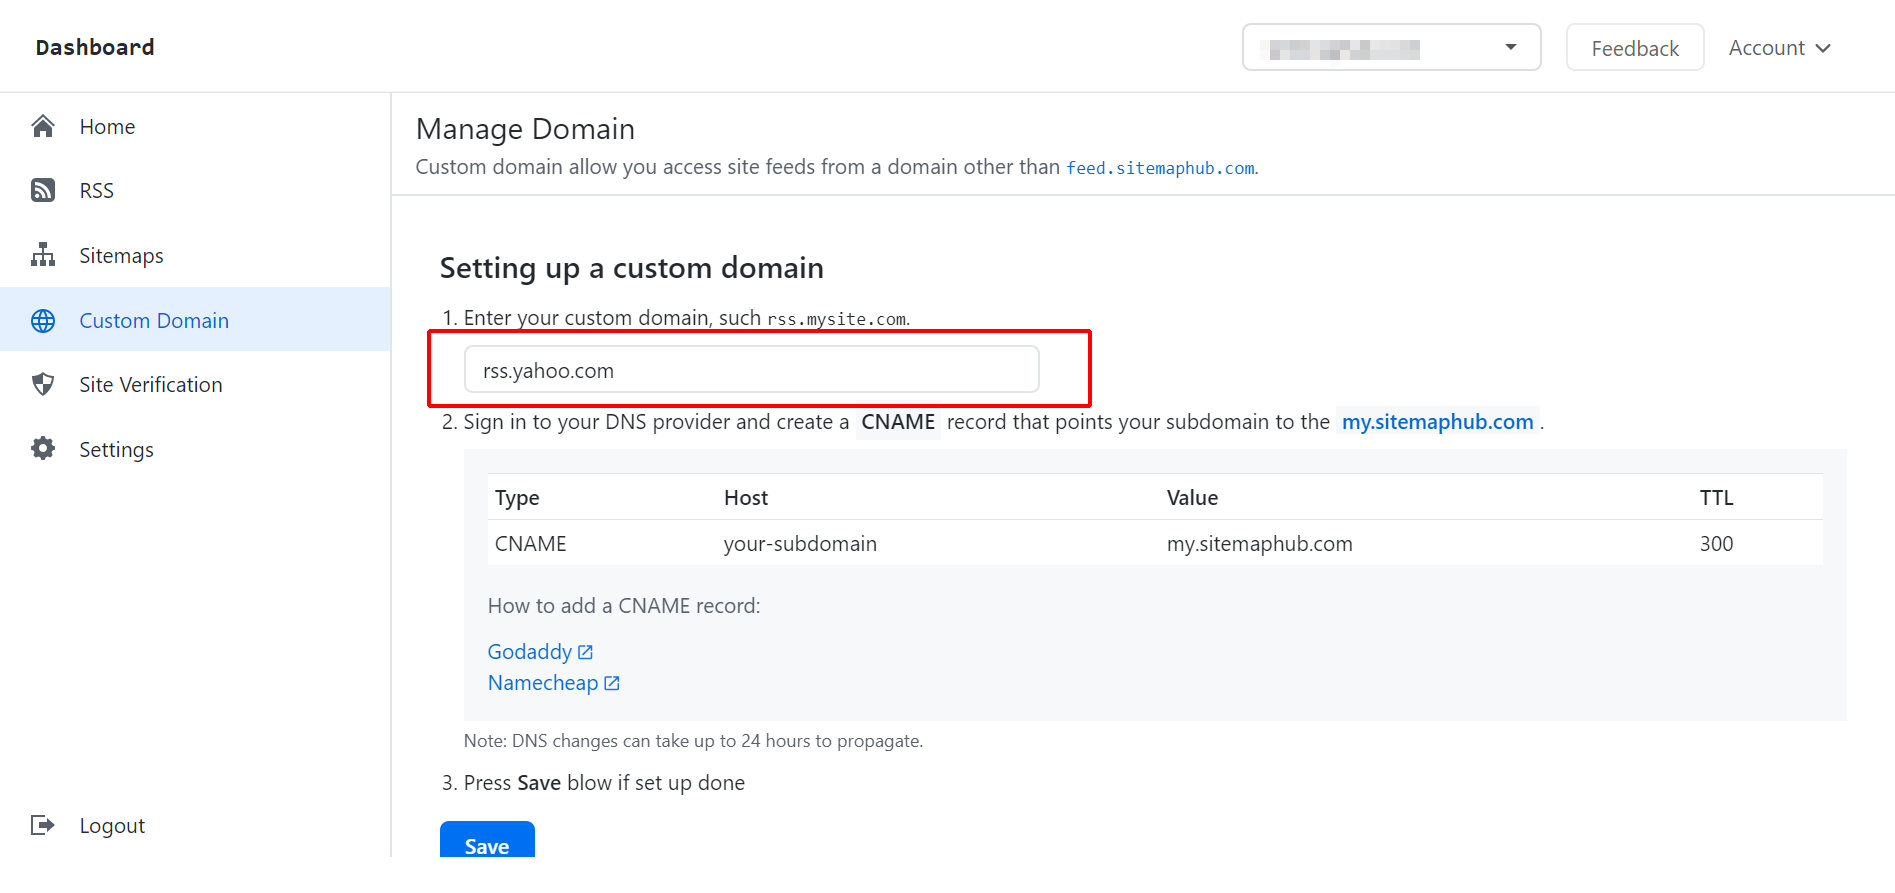 Dashboard
Feedback
Account
Home
RSS
Sitemaps
Custom Domain
Site Verification
Settings
Logout
Manage Domain
Custom domain allow you access site feeds from a domain other than feed.sitemaphub.com.
Setting up a custom domain
1. Enter your custom domain, such rss.mysite.com.
rss.yahoo.com
2. Sign in to your DNS provider and create a CNAME record that points your subdomain to the my.sitemaphub.com .
Type Host Value TTL
CNAME your-subdomain my.sitemaphub.com 300
How to add a CNAME record:
Godaddy
Namecheap
Note: DNS changes can take up to 24 hours to propagate.
3. Press Save blow if set up done
Save